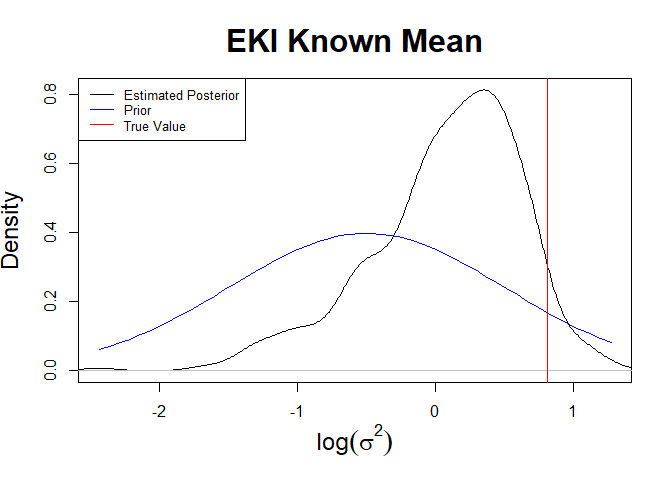 EKI Known Mean
Estimated Posterior
Prior
True Value
Density
0.8
0.6
0.4
0.2
0.0
-2 -1 0 1
log(σ²)